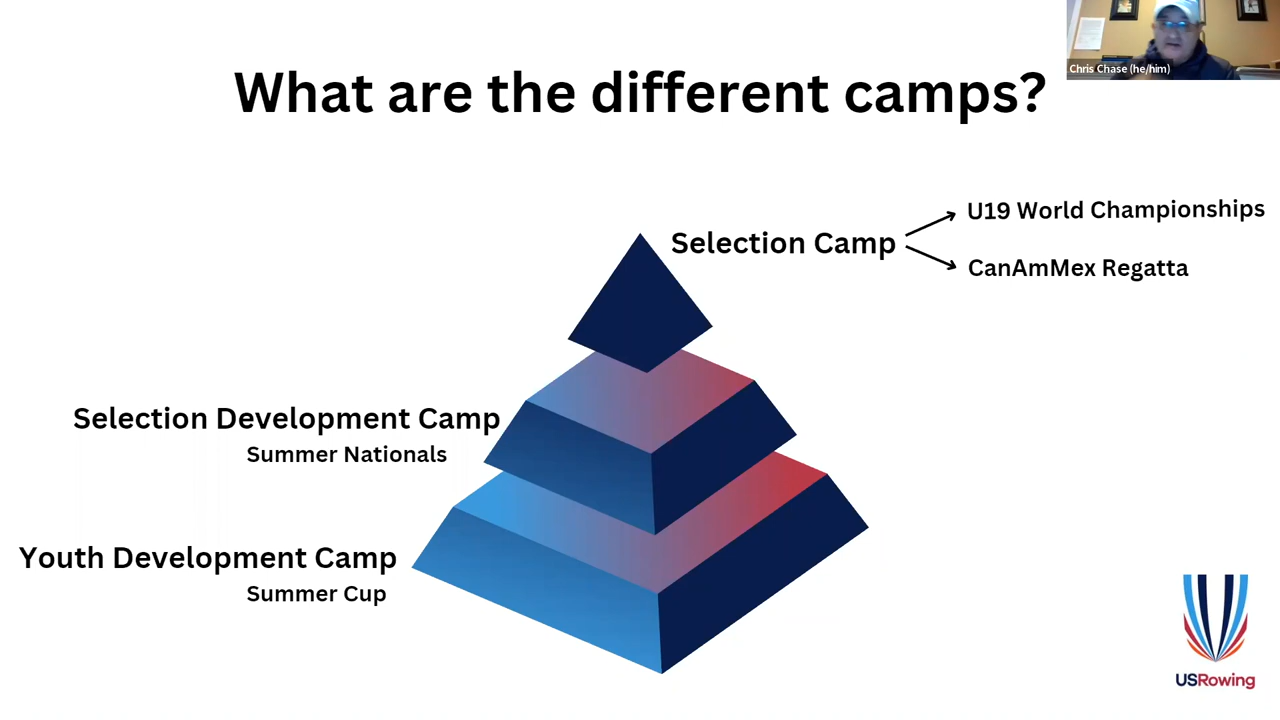 Chris Chase (he/him)
What are the different camps?
Selection Camp
U19 World Championships
CanAmMex Regatta
Selection Development Camp
Summer Nationals
Youth Development Camp
Summer Cup
USRowing